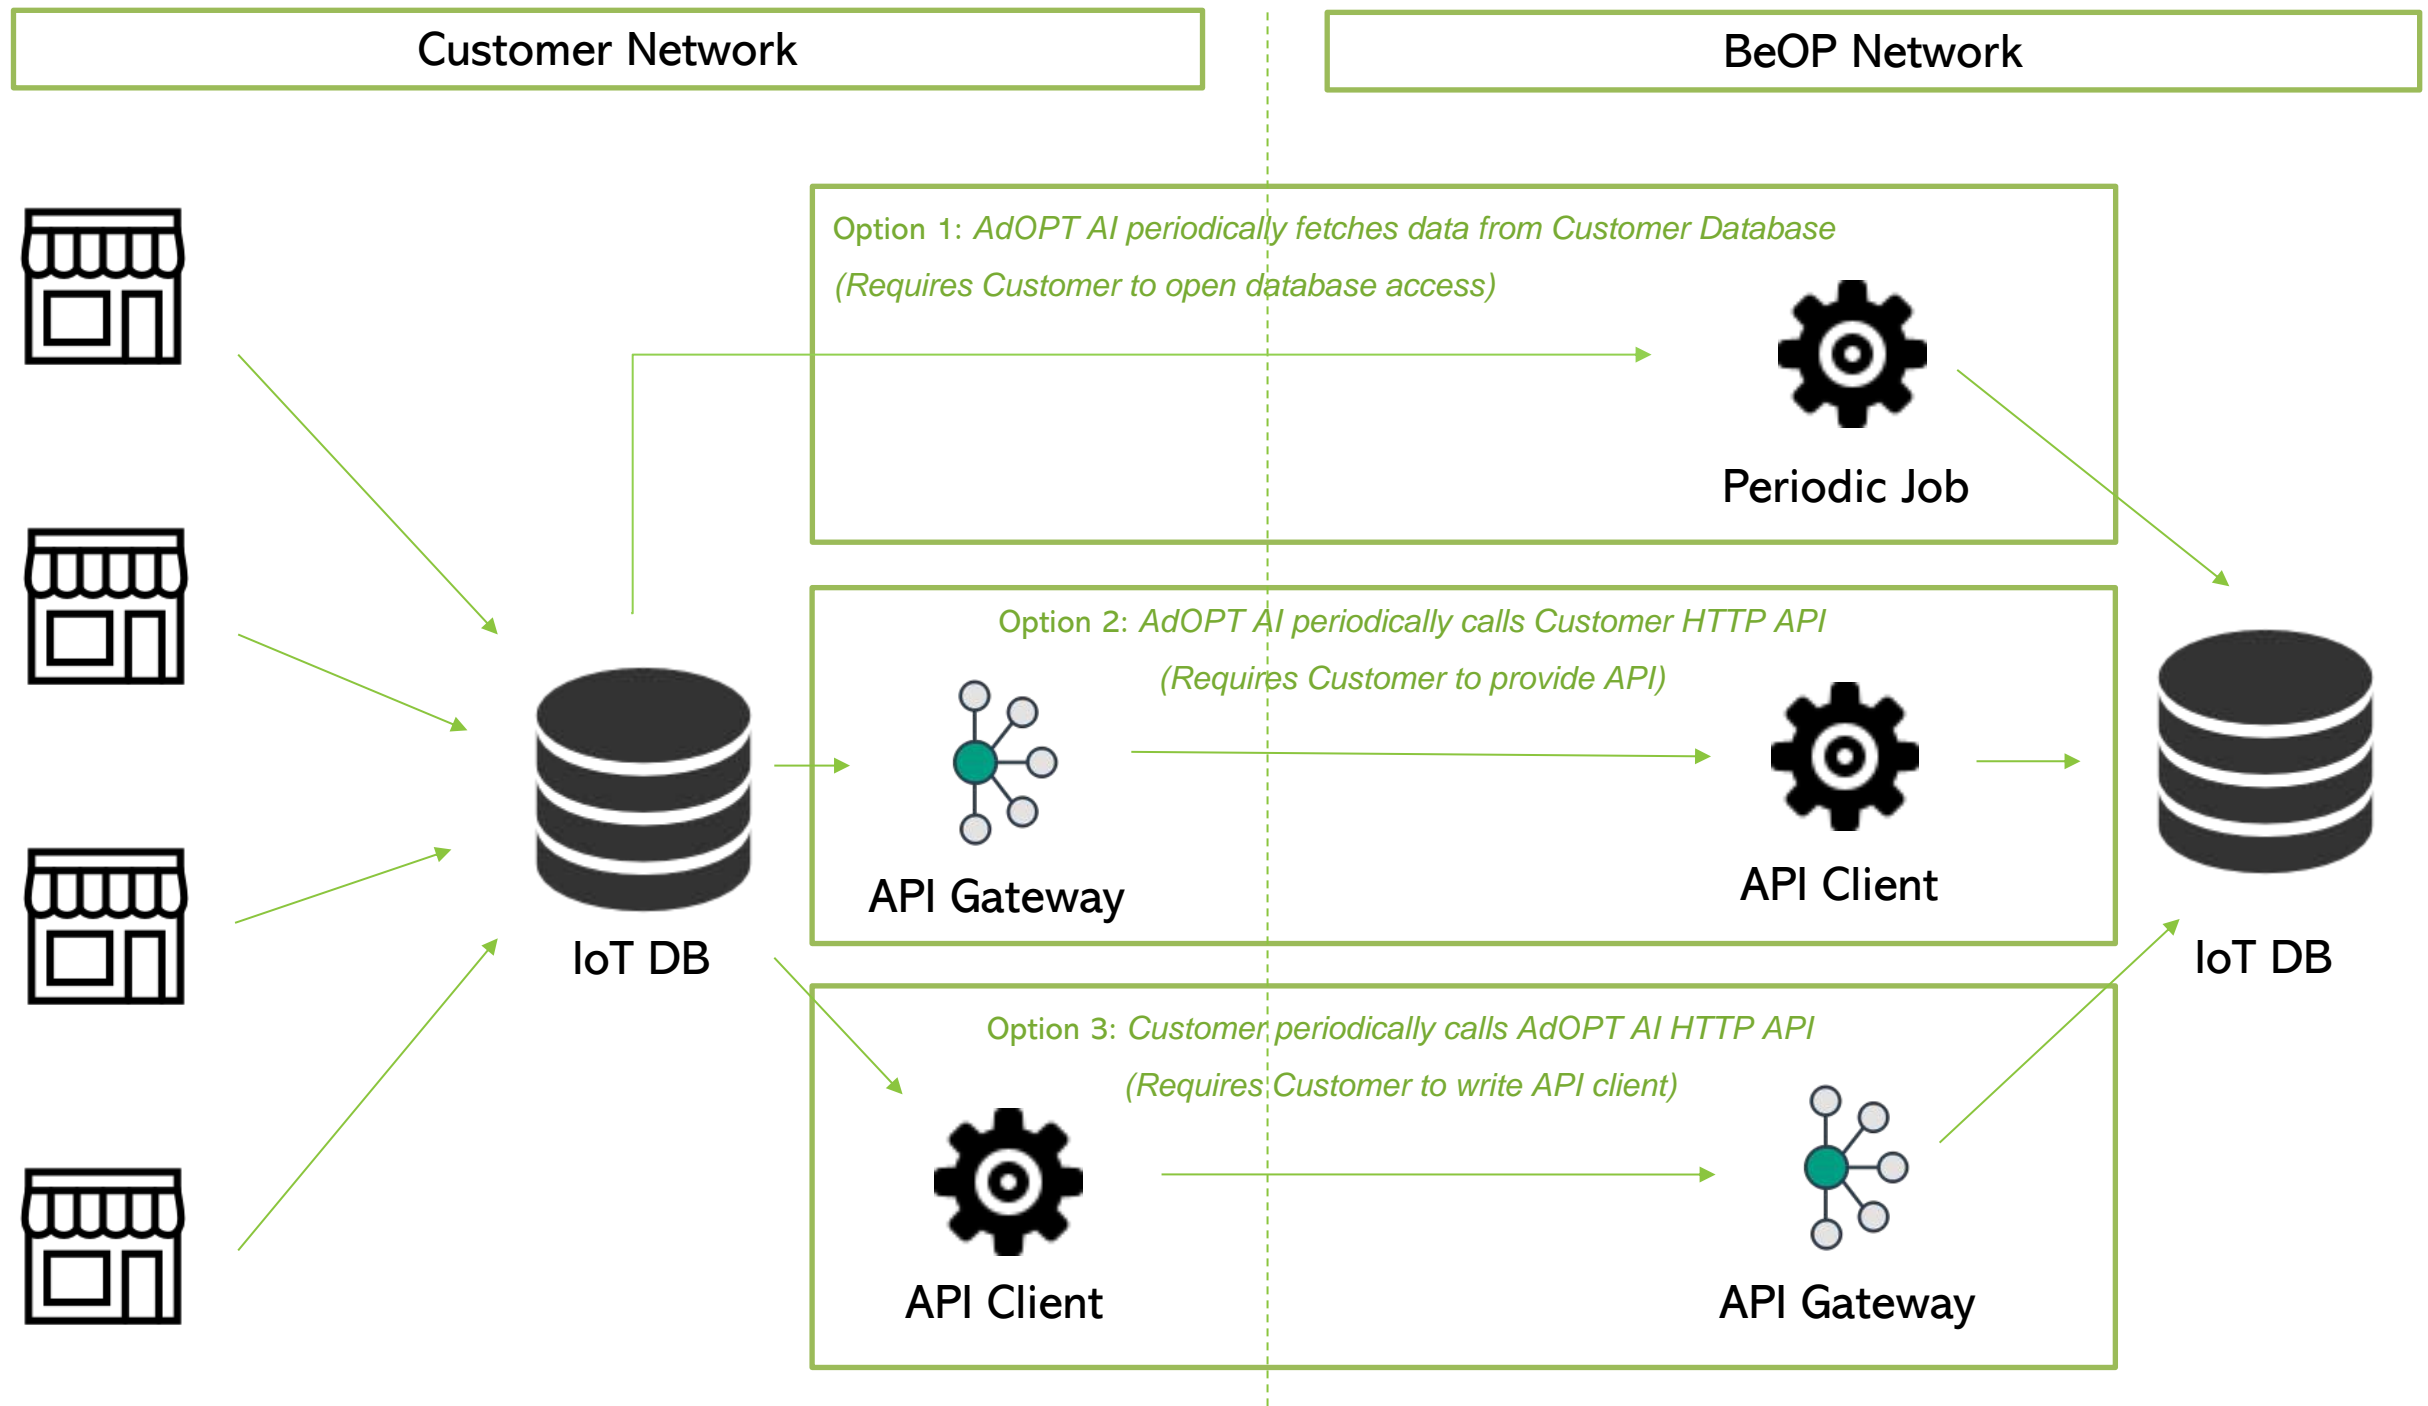 Customer Network
BeOP Network
Option 1: AdOPT AI periodically fetches data from Customer Database
(Requires Customer to open database access)
Periodic Job
Option 2: AdOPT AI periodically calls Customer HTTP API
(Requires Customer to provide API)
API Gateway
API Client
IoT DB
IoT DB
Option 3: Customer periodically calls AdOPT AI HTTP API
(Requires Customer to write API client)
API Client
API Gateway